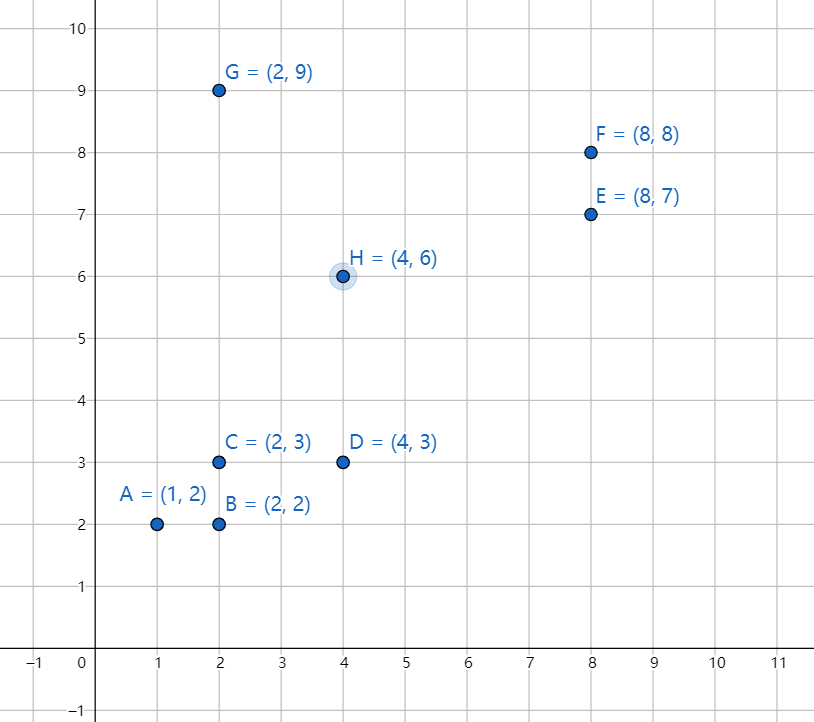 10
G = (2, 9)
9
F = (8, 8)
8
E = (8, 7)
7
H = (4, 6)
6
5
4
C = (2, 3) D = (4, 3)
3
A = (1, 2) B = (2, 2)
2
1
–1 0 1 2 3 4 5 6 7 8 9 10 11
–1